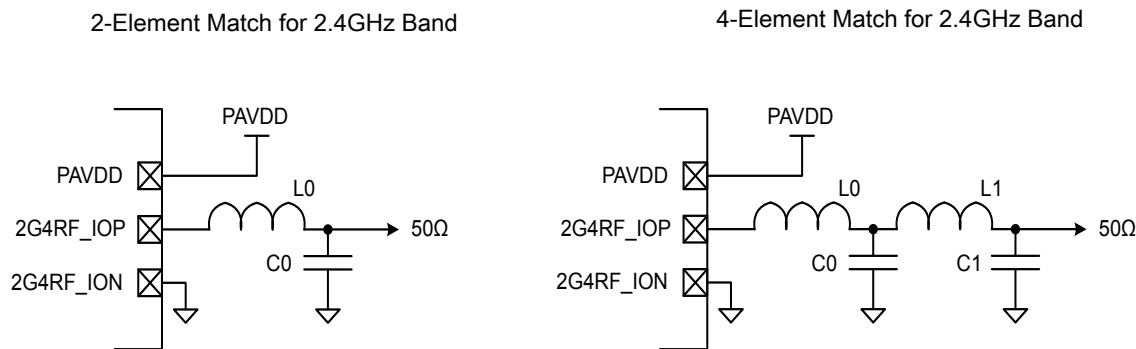 2-Element Match for 2.4GHz Band
PAVDD
PAVDD
L0
2G4RF_IOP
50Ω
C0
2G4RF_ION
4-Element Match for 2.4GHz Band
PAVDD
PAVDD
L0
L1
2G4RF_IOP
50Ω
C0
C1
2G4RF_ION